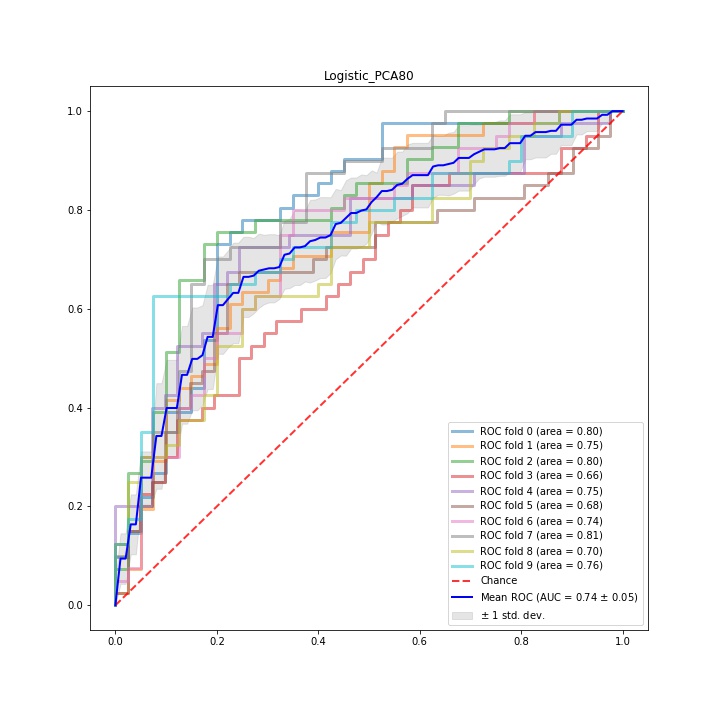 Logistic_PCA80
1.0
0.8
0.6
0.4
0.2
0.0
0.0 0.2 0.4 0.6 0.8 1.0
ROC fold 0 (area = 0.80)
ROC fold 1 (area = 0.75)
ROC fold 2 (area = 0.80)
ROC fold 3 (area = 0.66)
ROC fold 4 (area = 0.75)
ROC fold 5 (area = 0.68)
ROC fold 6 (area = 0.74)
ROC fold 7 (area = 0.81)
ROC fold 8 (area = 0.70)
ROC fold 9 (area = 0.76)
Chance
Mean ROC (AUC = 0.74 ± 0.05)
± 1 std. dev.